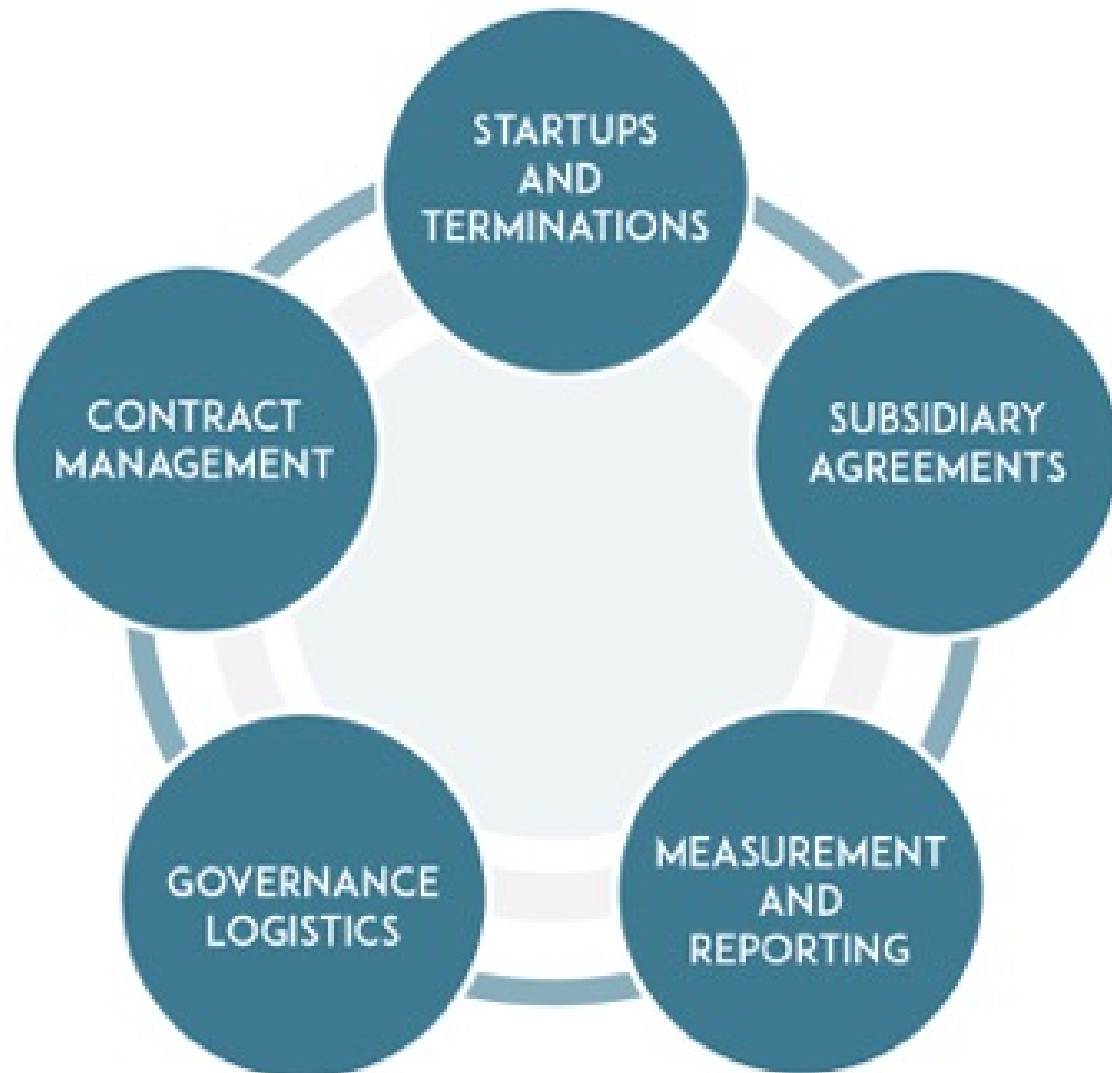 STARTUPS
AND
TERMINATIONS
CONTRACT
MANAGEMENT
SUBSIDIARY
AGREEMENTS
GOVERNANCE
LOGISTICS
MEASUREMENT
AND
REPORTING